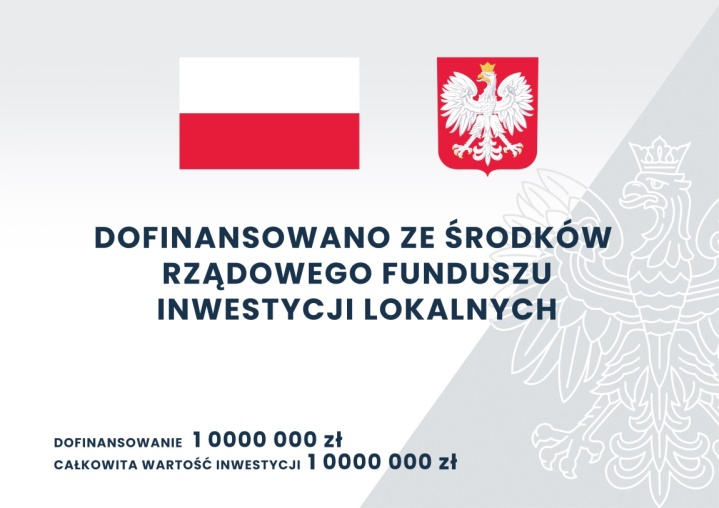 DOFINANSOWANO ZE ŚRODKÓW
RZĄDOWEGO FUNDUSZU
INWESTYCJI LOKALNYCH
DOFINANSOWANIE 1 0000 000 zł
CAŁKOWITA WARTOŚĆ INWESTYCJI 1 0000 000 zł